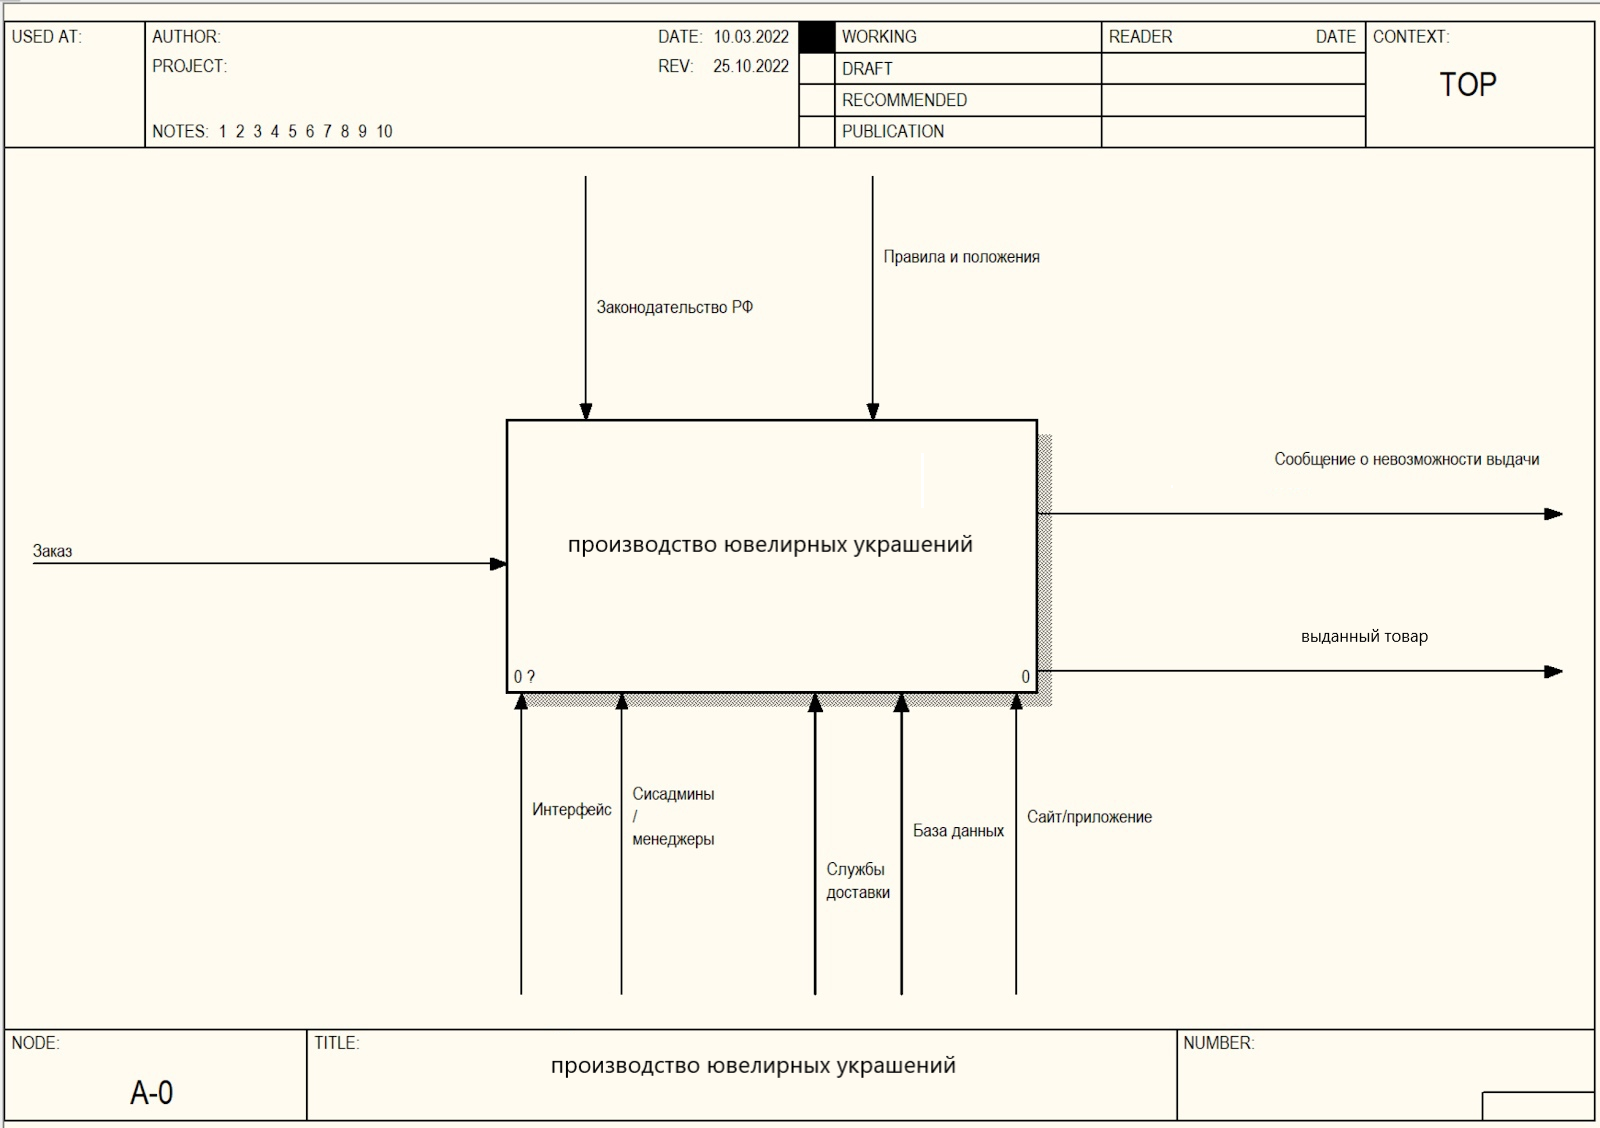 USED AT:
AUTHOR:
DATE: 10.03.2022
WORKING
READER
DATE
CONTEXT:
PROJECT:
REV: 25.10.2022
DRAFT
TOP
RECOMMENDED
NOTES: 1 2 3 4 5 6 7 8 9 10
PUBLICATION
Правила и положения
Законодательство РФ
Сообщение о невозможности выдачи
Заказ
производство ювелирных украшений
выданный товар
0 ?
0
Интерфейс
Сисадмины
/
менеджеры
Службы
доставки
База данных
Сайт/приложение
NODE:
TITLE:
NUMBER:
A-0
производство ювелирных украшений